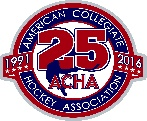 AMERICAN COLLEGIATE
1991 25 2016
ACHA
HOCKEY ASSOCIATION